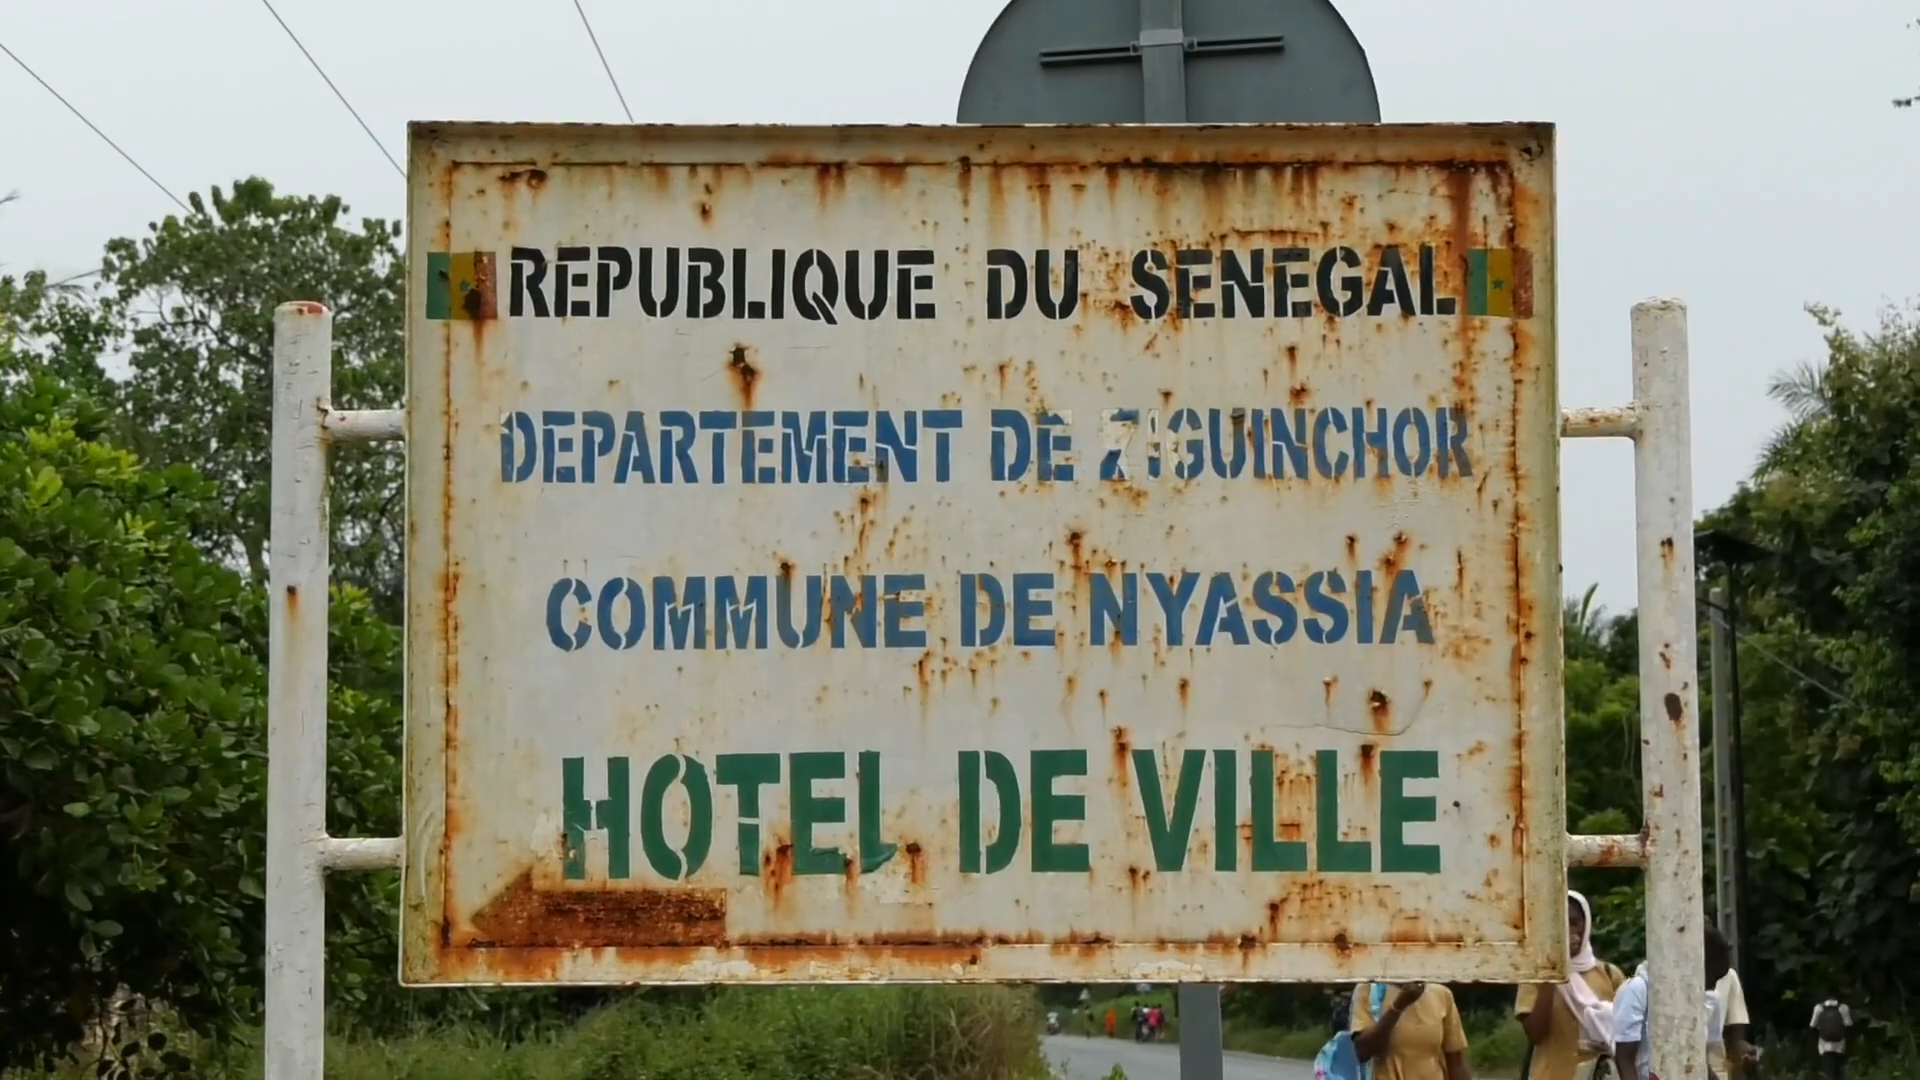 REPUBLIQUE DU SENEGAL
DEPARTEMENT DE ZIGUINCHOR
COMMUNE DE NYASSIA
HOTEL DE VILLE